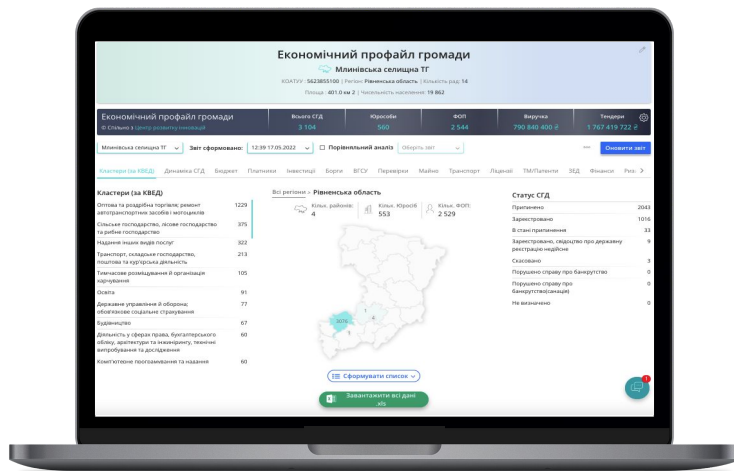 Економічний профайл громади
Млинівська селищна ТГ
КОАТУУ : 5623855100 | Регіон: Рівненська область | Кількість рад: 14
Площа : 401.0 км 2 | Чисельність населення: 19 862
Економічний профайл громади
© Спільно з Центр розвитку інновацій
Всього СГД
3 104
Юрособи
560
ФОП
2 544
Виручка
790 840 400 ₴
Тендери
1 767 419 722 ₴
Млинівська селищна ТГ
Звіт сформовано:
12:39 17.05.2022
Порівняльний аналіз
Оберіть звіт
Оновити звіт
Кластери (за КВЕД) Динаміка СГД Бюджет Платники Інвестиції Борги ВГСУ Перевірки Майно Транспорт Ліцензії ТМ/Патенти ЗЕД Фінанси
Кластери (за КВЕД)
Оптова та роздрібна торгівля; ремонт автотранспортних засобів і мотоциклів 1229
Сільське господарство, лісове господарство та рибне господарство 375
Надання інших видів послуг 322
Транспорт, складське господарство, поштова та кур'єрська діяльність 213
Тимчасове розміщування й організація харчування 105
Освіта 91
Державне управління й оборона; обов'язкове соціальне страхування 77
Будівництво 67
Діяльність у сферах права, бухгалтерського обліку, архітектури та інжинірингу, технічні випробування та дослідження 60
Комп'ютерне програмування та надання 60
Всі регіони > Рівненська область
Кільк. районів:
4
Кільк. Юросіб
553
Кільк. ФОП:
2 529
3076
1
4
Сформувати список
Завантажити всі дані
.xls
Статус СГД
Припинено 2043
Зареєстровано 1016
В стані припинення 33
Зареєстровано, свідоцтво про державну реєстрацію недійсне 9
Скасовано 3
Порушено справу про банкрутство 0
Порушено справу про банкрутство(санація) 0
Не визначено 0
1